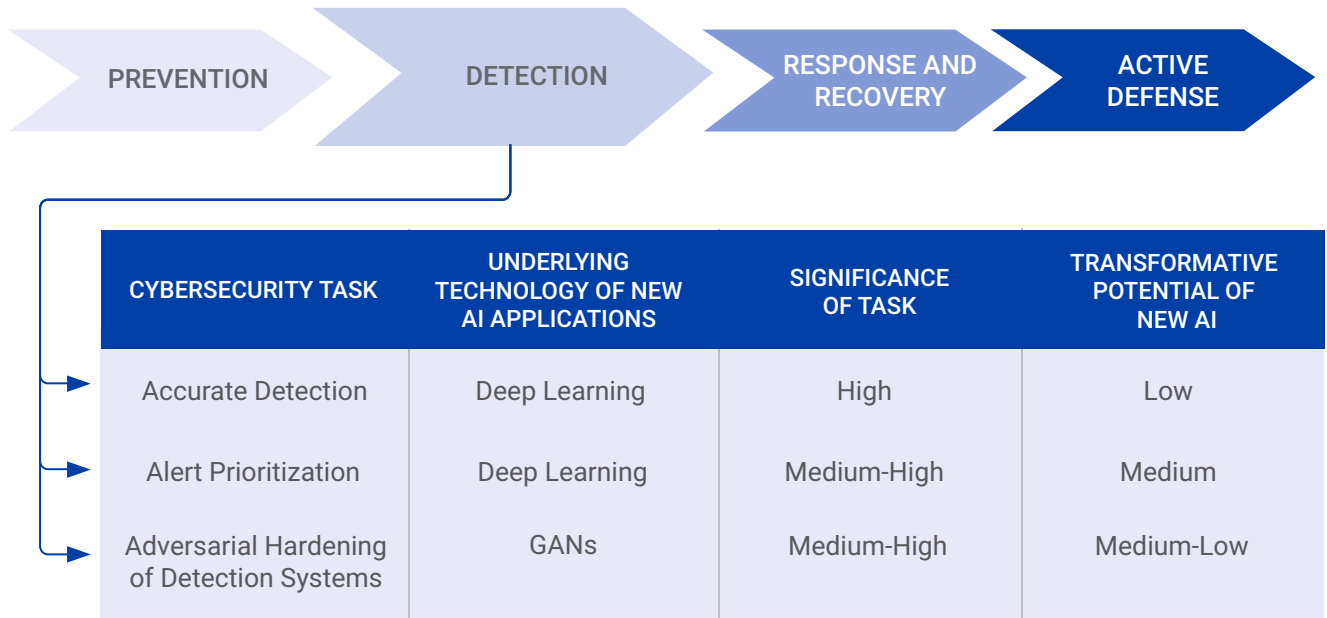 PREVENTION
DETECTION
RESPONSE AND
RECOVERY
ACTIVE
DEFENSE
CYBERSECURITY TASK
UNDERLYING
TECHNOLOGY OF NEW
AI APPLICATIONS
SIGNIFICANCE
OF TASK
TRANSFORMATIVE
POTENTIAL OF
NEW AI
Accurate Detection
Deep Learning
High
Low
Alert Prioritization
Deep Learning
Medium-High
Medium
Adversarial Hardening
of Detection Systems
GANs
Medium-High
Medium-Low